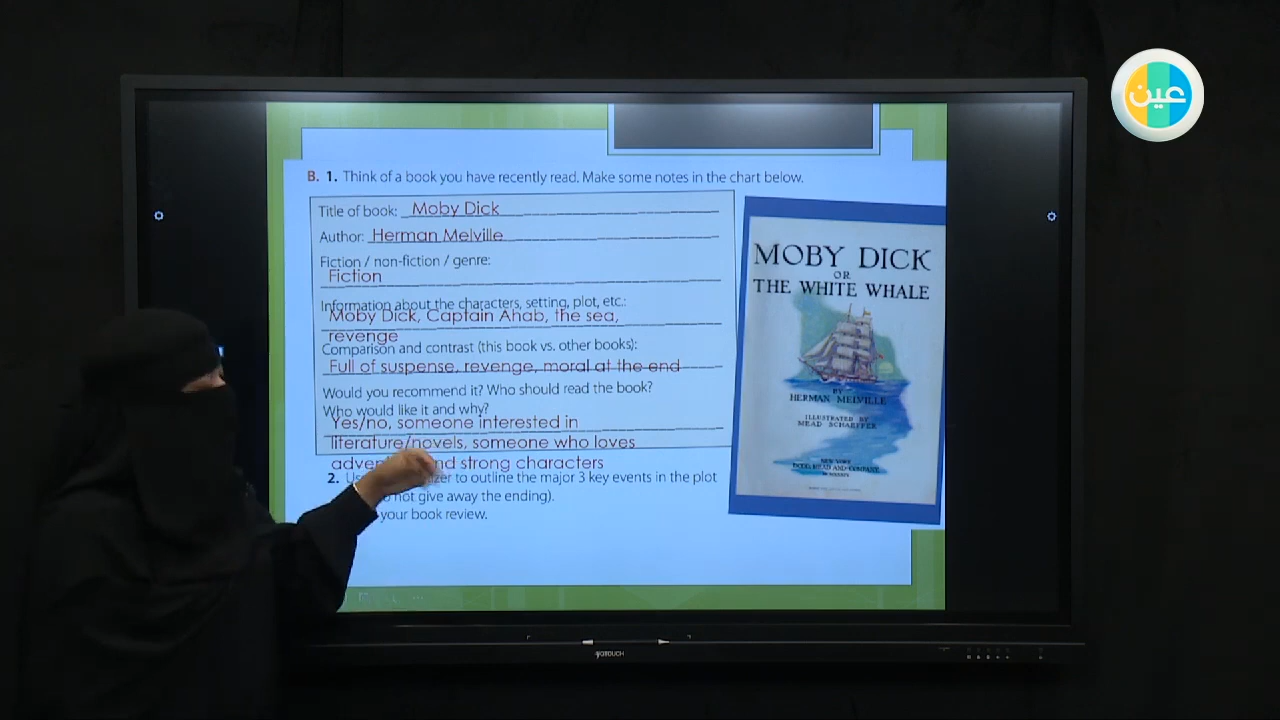 عين
B. 1. Think of a book you have recently read. Make some notes in the chart below.
Title of book: Moby Dick
Author: Herman Melville
Fiction / non-fiction / genre:
Fiction
Information about the characters, setting, plot, etc.:
Moby Dick, Captain Ahab, the sea,
revenge
Comparison and contrast (this book vs. other books):
Full of suspense, revenge, moral at the end
Would you recommend it? Who should read the book?
Who would like it and why?
Yes/no, someone interested in
literature/novels, someone who loves
strong characters
2. to outline the major 3 key events in the plot
not give away the ending).
your book review.
MOBY DICK
OR
THE WHITE WHALE
BY
HERMAN MELVILLE
ILLUSTRATED BY
MEAD SCHAEFFER
NEW YORK
DODD, MEAD AND COMPANY